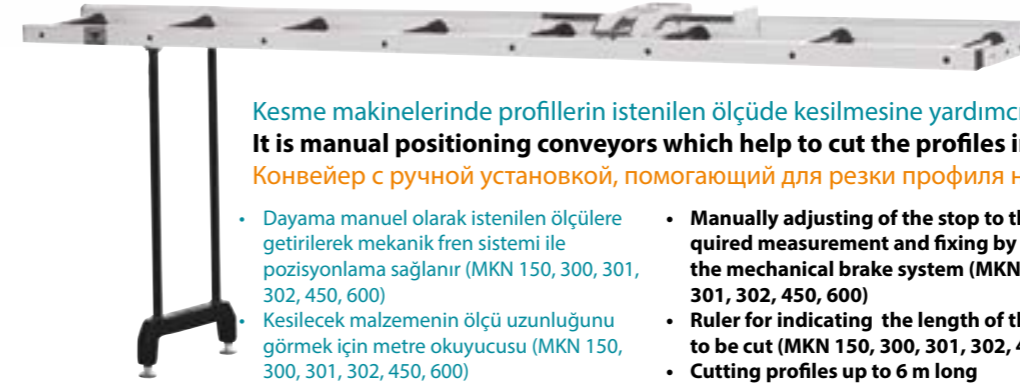 Kesme makinelerinde profillerin istenilen ölçüde kesilmesine
It is manual positioning conveyors which help to cut the profiles
Конвейер с ручной установкой, помогающий для резки профиля
• Dayama manuel olarak istenilen ölçülere
getirilerek mekanik fren sistemi ile
pozisyonlama sağlanır (MKN 150, 300, 301,
302, 450, 600)
• Kesilecek malzemenin ölçü uzunluğunu
görmek için metre okuyucusu (MKN 150,
300, 301, 302, 450, 600)
• Manually adjusting of the stop to
quired measurement and fixing by
the mechanical brake system (MKN
301, 302, 450, 600)
• Ruler for indicating the length of
to be cut (MKN 150, 300, 301, 302,
• Cutting profiles up to 6 m long